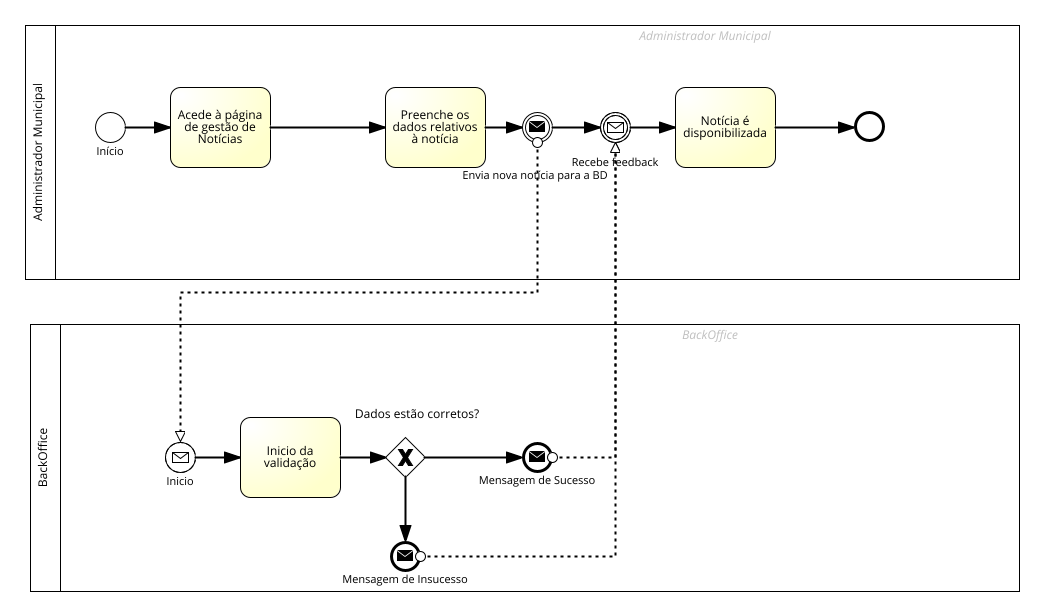 Administrador Municipal
Administrador Municipal
Acede à página
de gestão de
Notícias
Preenche os
dados relativos
à notícia
Notícia é
disponibilizada
Início
Recebe feedback
Envia nova notícia para a BD
BackOffice
BackOffice
Dados estão corretos?
Inicio da
validação
Inicio
Mensagem de Sucesso
Mensagem de Insucesso